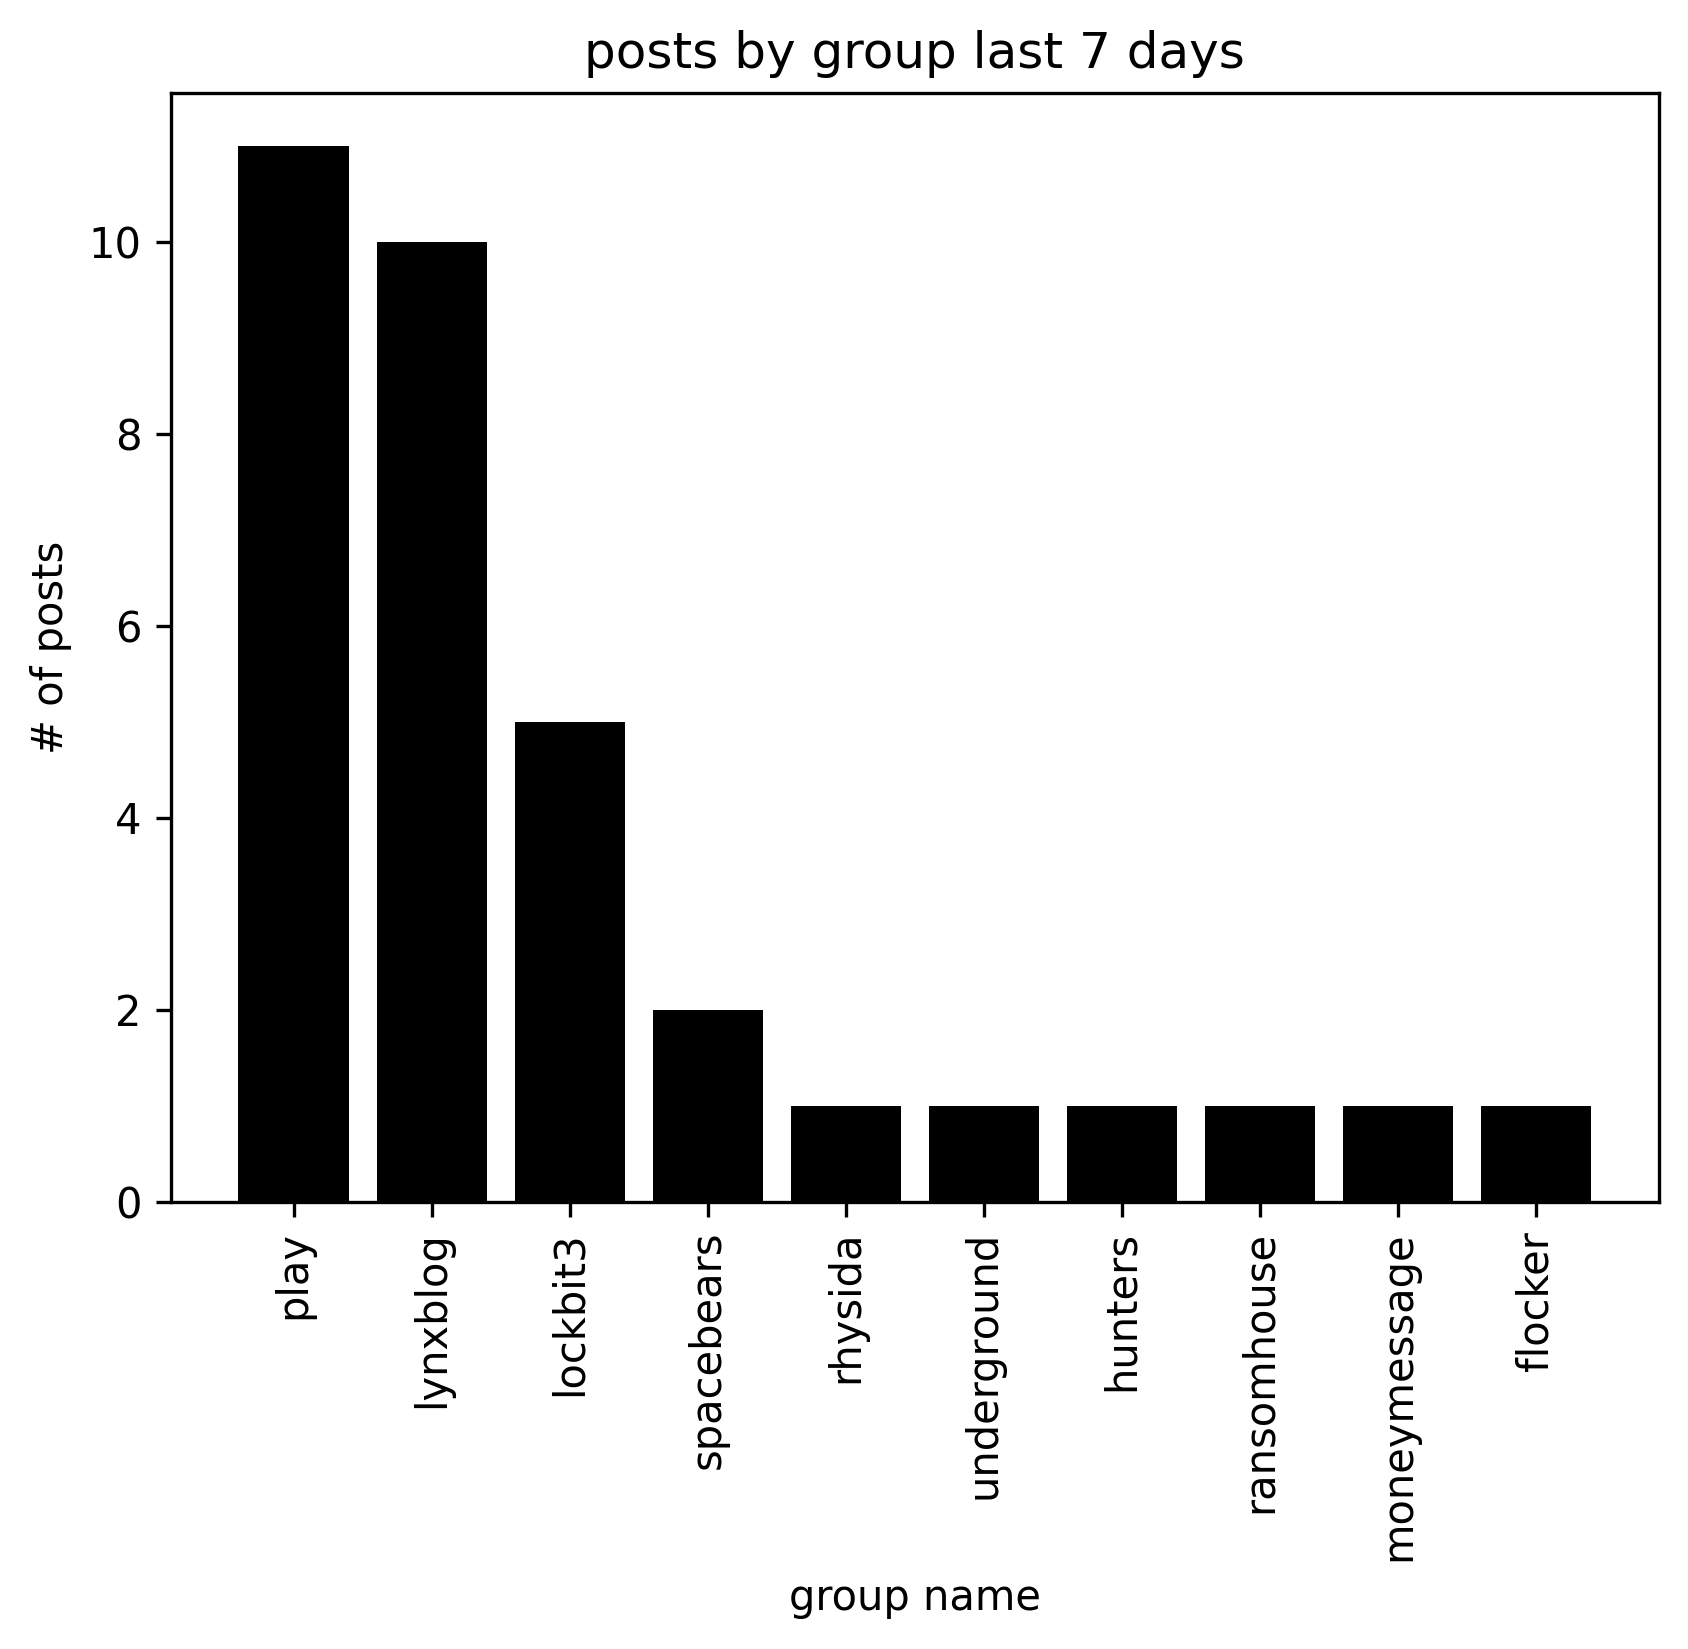 posts by group last 7 days
# of posts
10
8
6
4
2
0
play
lynxblog
lockbit3
spacebears
rhysida
underground
hunters
ransomhouse
moneymessage
flocker
group name